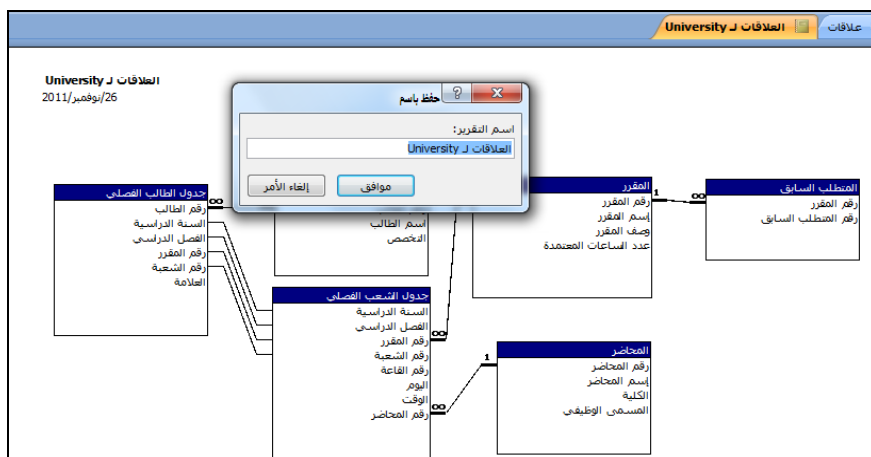 علاقات
العلاقات لـ University
العلاقات لـ University
26/نوفمبر/2011
حفظ باسم
اسم التقرير:
العلاقات لـ University
موافق
إلغاء الأمر
المتطلب السابق
رقم المقرر
رقم المتطلب السابق
المقرر
رقم المقرر
إسم المقرر
وصف المقرر
عدد الساعات المعتمدة
1
∞
اسم الطالب
التخصص
جدول الطالب الفصلي
رقم الطالب
السنة الدراسية
الفصل الدراسي
رقم المقرر
رقم الشعبة
العلامة
∞
جدول الشعب الفصلي
السنة الدراسية
الفصل الدراسي
رقم المقرر
رقم الشعبة
رقم القاعة
اليوم
الوقت
رقم المحاضر
∞
∞
المحاضر
رقم المحاضر
إسم المحاضر
الكلية
المسمى الوظيفي
1